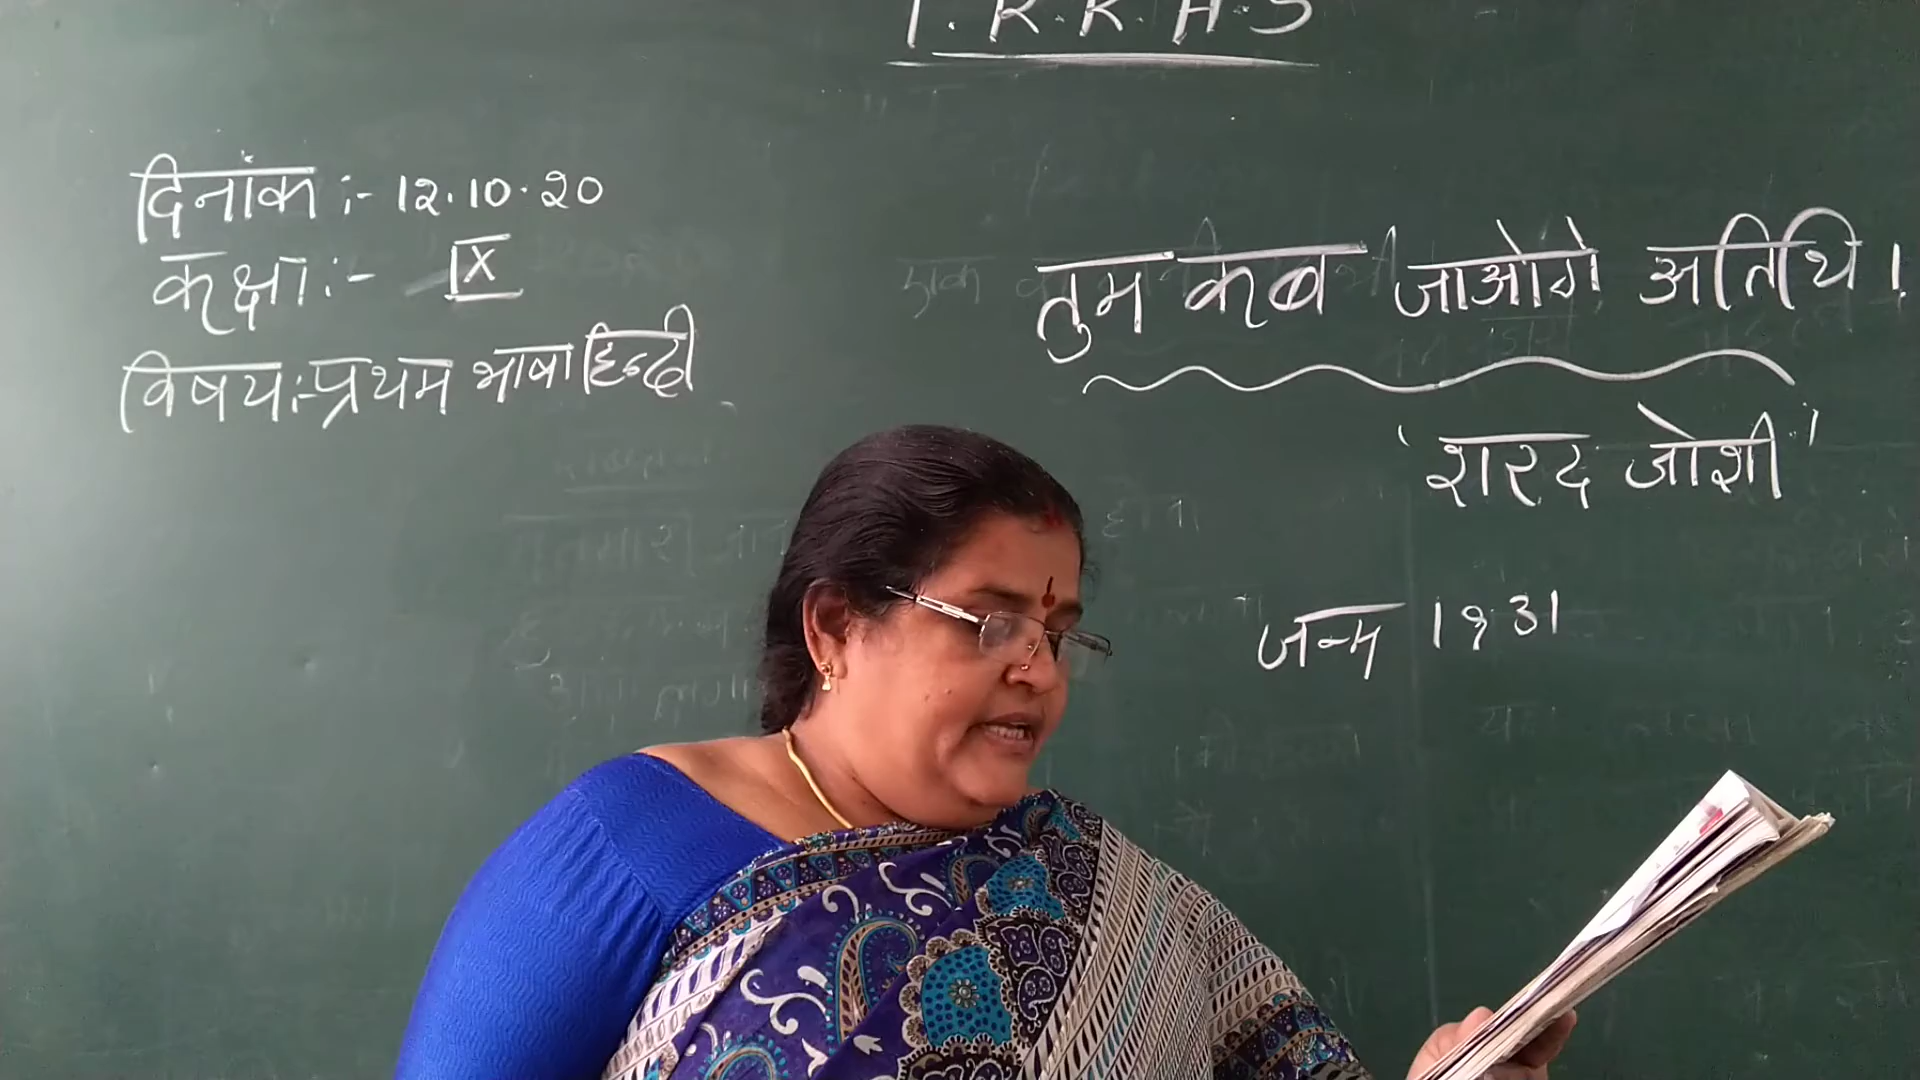 T.R.R.H.S
दिनांक :- 12.10.20
कक्षा :- IX
विषय :- प्रथम भाषा हिन्दी
तुम कब जाओगे अतिथि !
' शरद जोशी '
जन्म 1931